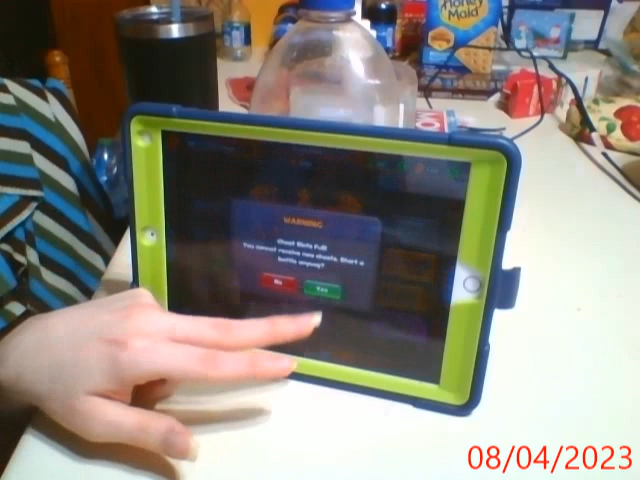 HONEY
MaId
WARNING
Chest Slots Full!
You cannot receive new chests. Start a
battle anyway?
No
Yes
08/04/2023